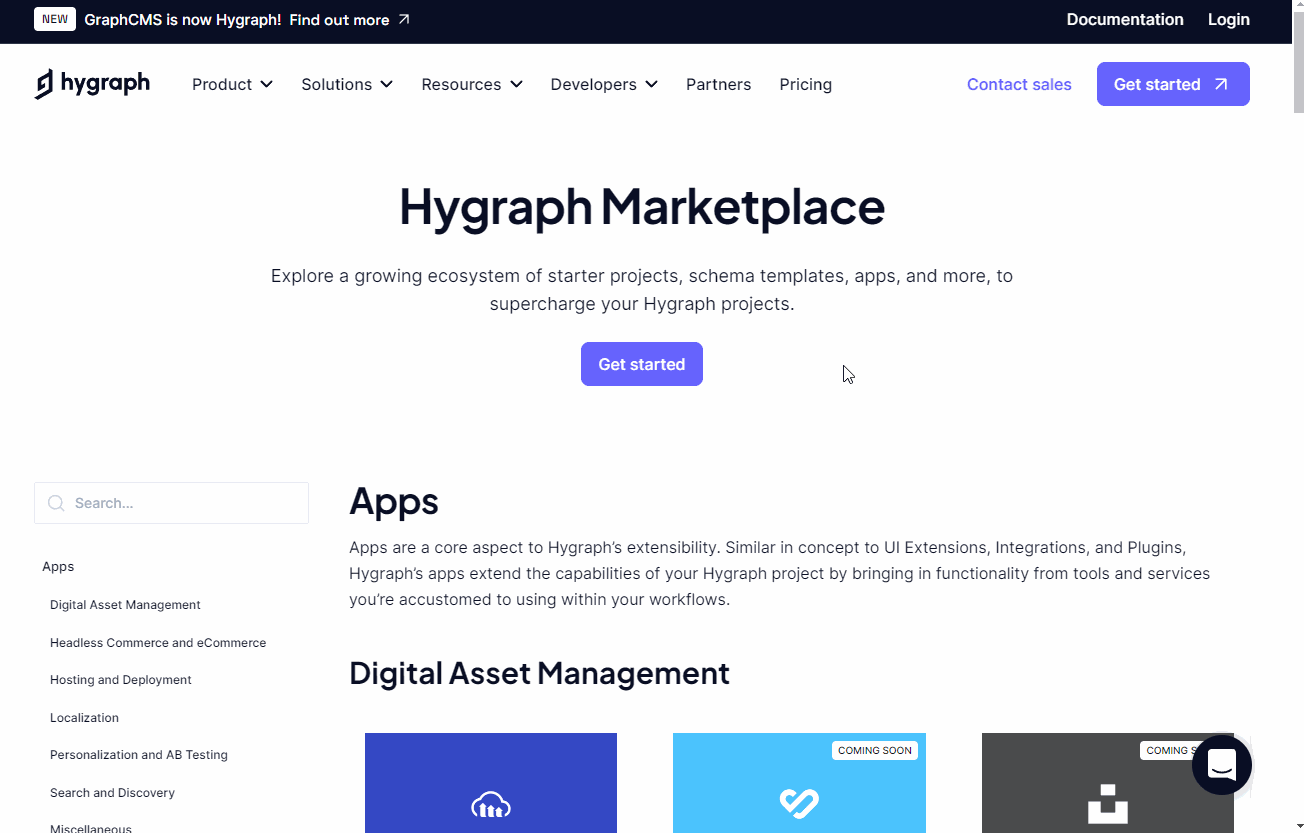 NEW GraphCMS is now Hygraph! Find out more
Documentation Login
hygraph Product Solutions Resources Developers Partners Pricing Contact sales Get started
Hygraph Marketplace
Explore a growing ecosystem of starter projects, schema templates, apps, and more, to
supercharge your Hygraph projects.
Get started
Search...
Apps
Digital Asset Management
Headless Commerce and eCommerce
Hosting and Deployment
Localization
Personalization and AB Testing
Search and Discovery
Miscellaneous
Apps
Apps are a core aspect to Hygraph’s extensibility. Similar in concept to UI Extensions, Integrations, and Plugins,
Hygraph’s apps extend the capabilities of your Hygraph project by bringing in functionality from tools and services
you’re accustomed to using within your workflows.
Digital Asset Management
COMING SOON
COMING